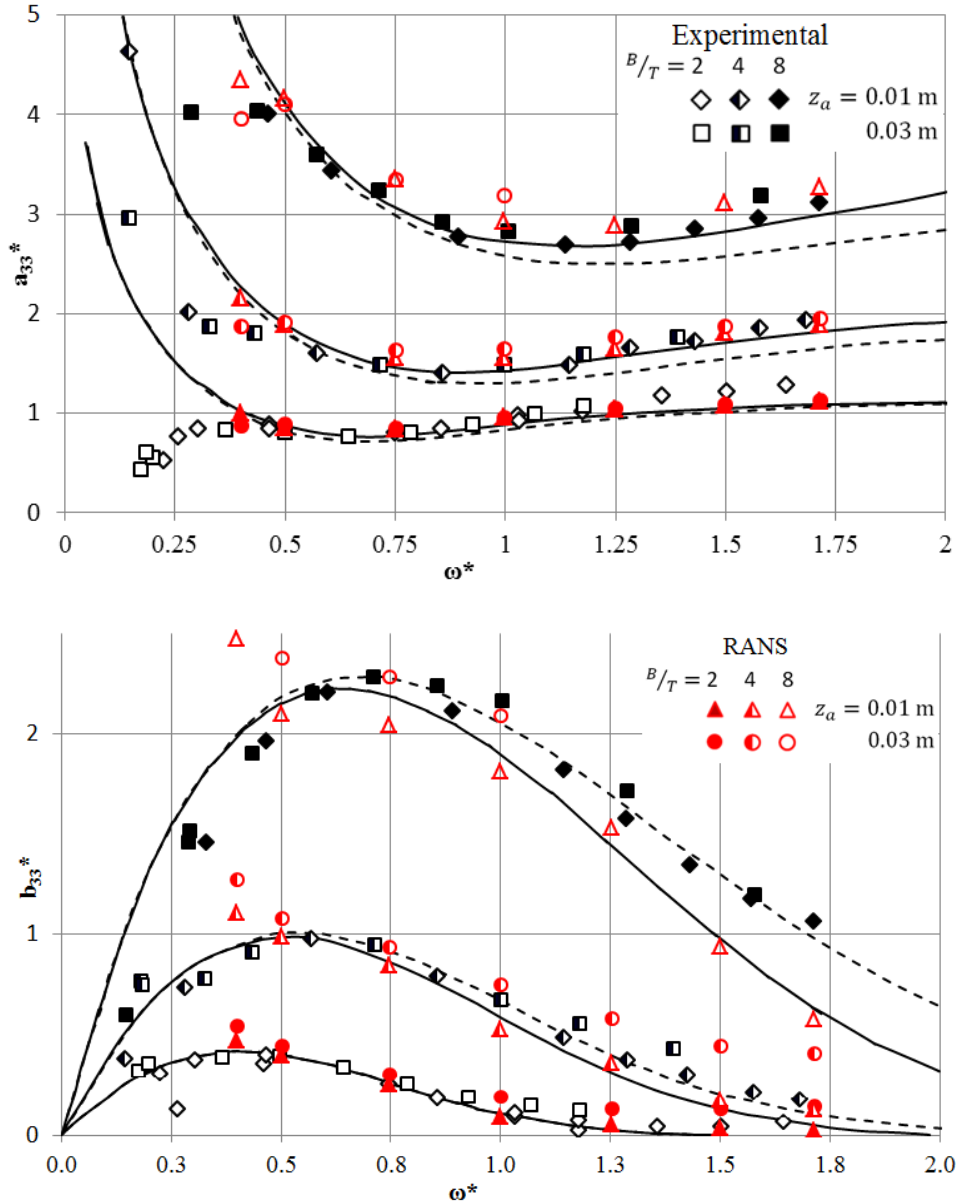 5
4
3
2
1
0
a₃₃*
Experimental
B/T = 2 4 8
zₐ = 0.01 m
0.03 m
0 0.25 0.5 0.75 1 1.25 1.5 1.75 2
ω*
2
1
0
b₃₃*
RANS
B/T = 2 4 8
zₐ = 0.01 m
0.03 m
0.0 0.3 0.5 0.8 1.0 1.3 1.5 1.8 2.0
ω*